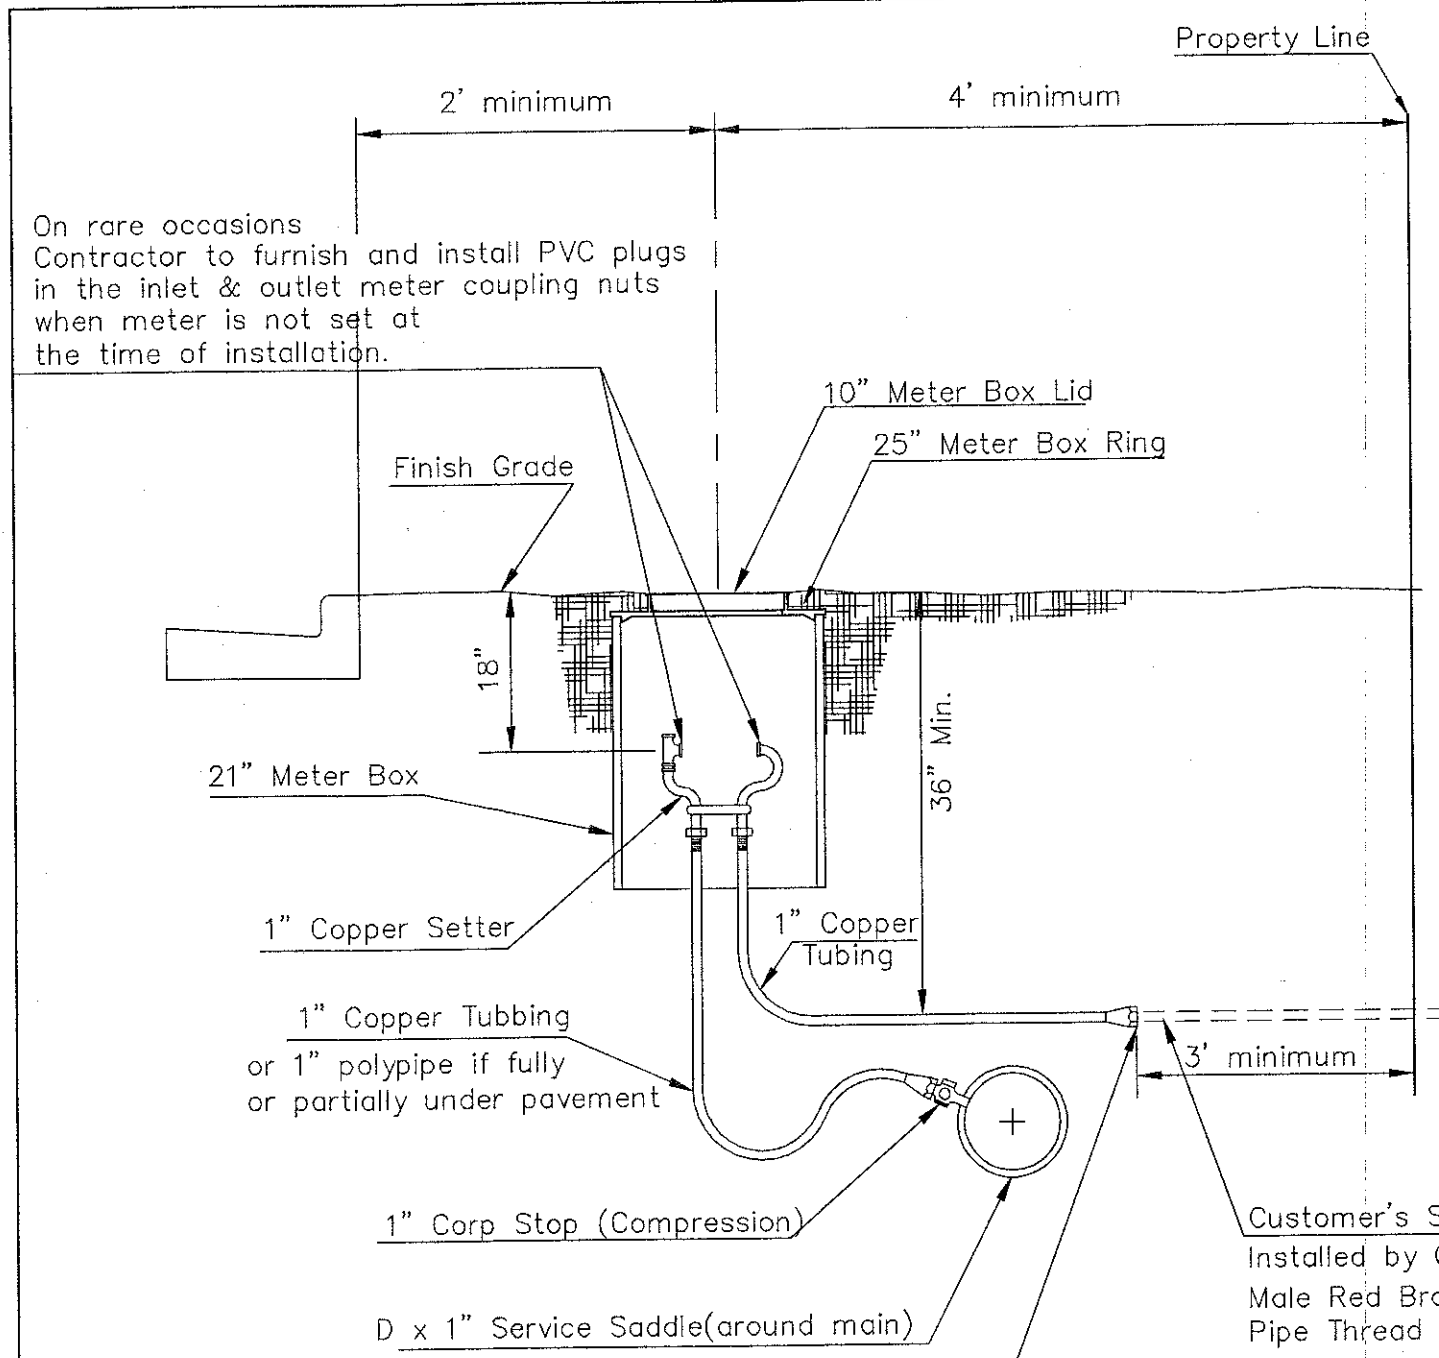 Property Line
2' minimum
4' minimum
On rare occasions
Contractor to furnish and install PVC plugs
in the inlet & outlet meter coupling nuts
when meter is not set at
the time of installation.
10" Meter Box Lid
25" Meter Box Ring
Finish Grade
18"
36" Min.
21" Meter Box
1" Copper Setter
1" Copper
Tubing
1" Copper Tubbing
or 1" polypipe if fully
or partially under pavement
3' minimum
1" Corp Stop (Compression)
D x 1" Service Saddle(around main)
Customer's
Installed by
Male Red
Pipe Thread